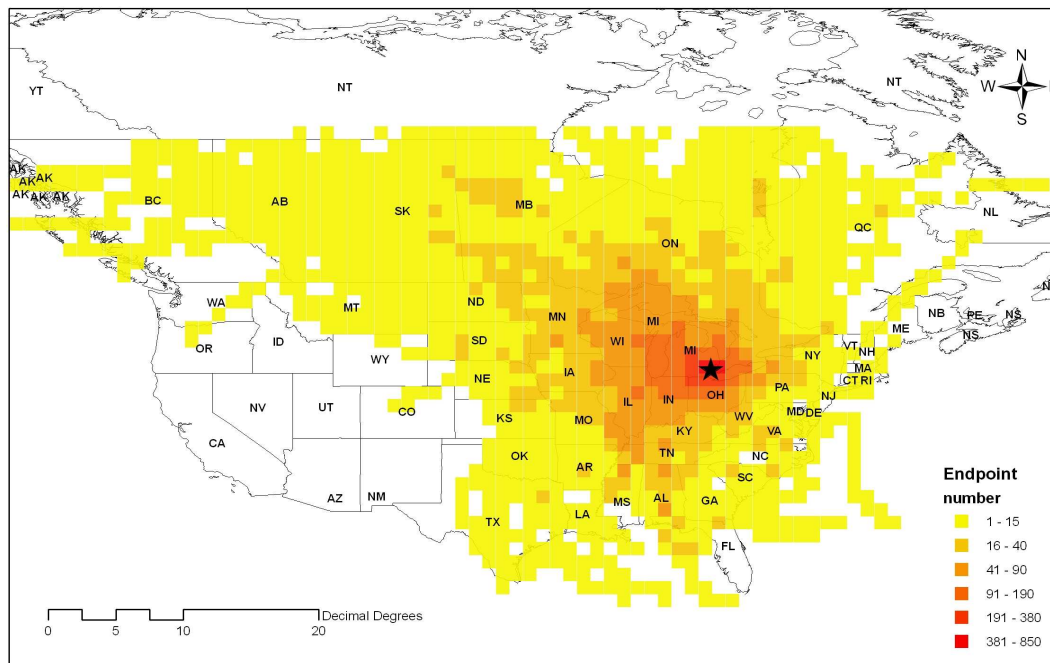 N
W
S
YT
NT
NT
AK
AK
AK
AK
AK
AK
BC
AB
SK
MB
ON
QC
NL
WA
MT
ND
MN
MI
ME
NB
PE
NS
NS
N
OR
ID
WY
SD
WI
MI
NY
VT
NH
MA
CT
RI
NE
IA
PA
NJ
NV
UT
CO
IL
IN
OH
MD
DE
CA
KS
MO
KY
WV
VA
AZ
NM
OK
AR
TN
NC
SC
TX
LA
MS
AL
GA
FL
Endpoint
number
1 - 15
16 - 40
41 - 90
91 - 190
191 - 380
381 - 850
Decimal Degrees
0 5 10 20